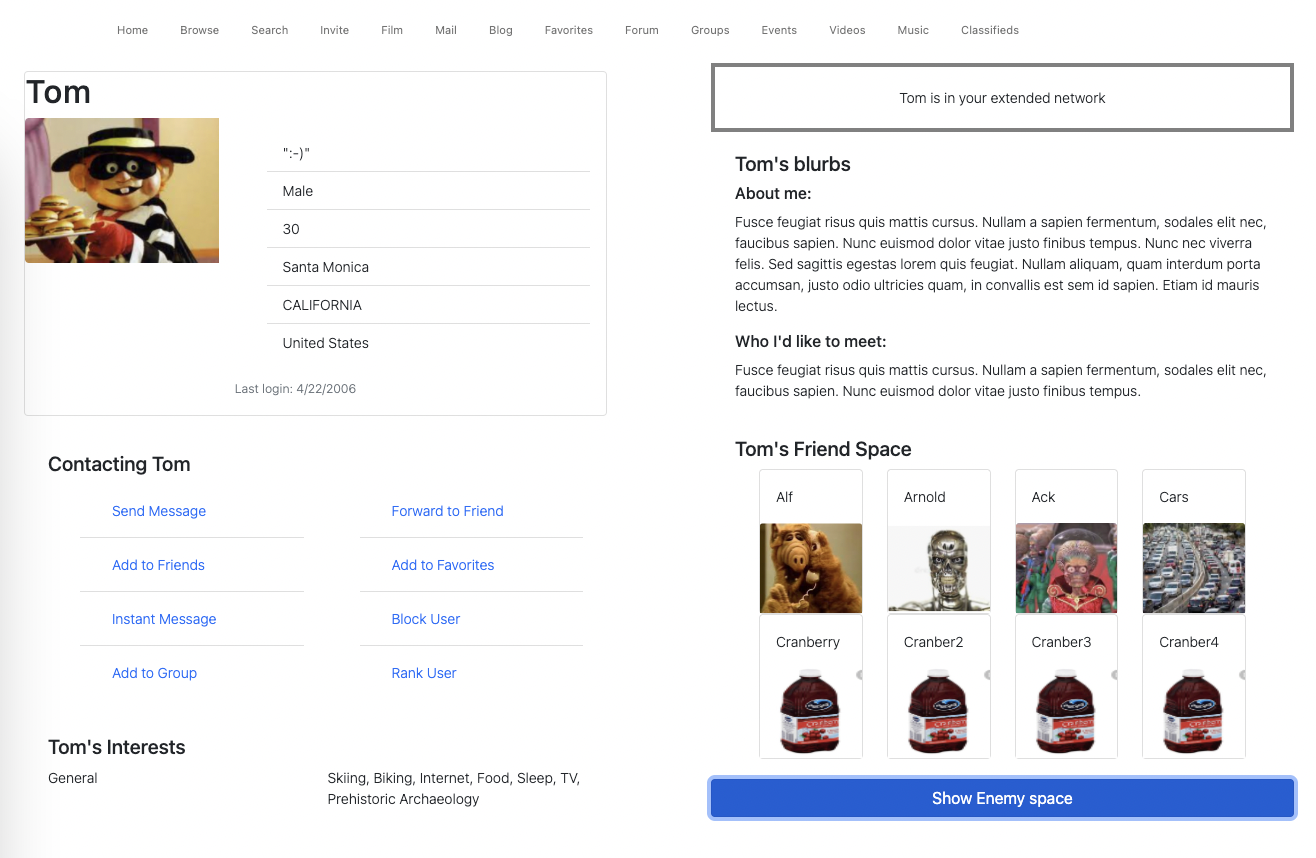 Home Browse Search Invite Film Mail Blog Favorites Forum Groups Events Videos Music Classifieds
Tom
":-)"
Male
30
Santa Monica
CALIFORNIA
United States
Last login: 4/22/2006
Contacting Tom
Send Message Forward to Friend
Add to Friends Add to Favorites
Instant Message Block User
Add to Group Rank User
Tom's Interests
General Skiing, Biking, Internet, Food, Sleep, TV,
Prehistoric Archaeology
Tom is in your extended network
Tom's blurbs
About me:
Fusce feugiat risus quis mattis cursus. Nullam a sapien fermentum, sodales elit nec,
faucibus sapien. Nunc euismod dolor vitae justo finibus tempus. Nunc nec viverra
felis. Sed sagittis egestas lorem quis feugiat. Nullam aliquam, quam interdum porta
accumsan, justo odio ultricies quam, in convallis est sem id sapien. Etiam id mauris
lectus.
Who I'd like to meet:
Fusce feugiat risus quis mattis cursus. Nullam a sapien fermentum, sodales elit nec,
faucibus sapien. Nunc euismod dolor vitae justo finibus tempus.
Tom's Friend Space
Alf Arnold Ack Cars
Cranberry Cranber2 Cranber3 Cranber4
Show Enemy space